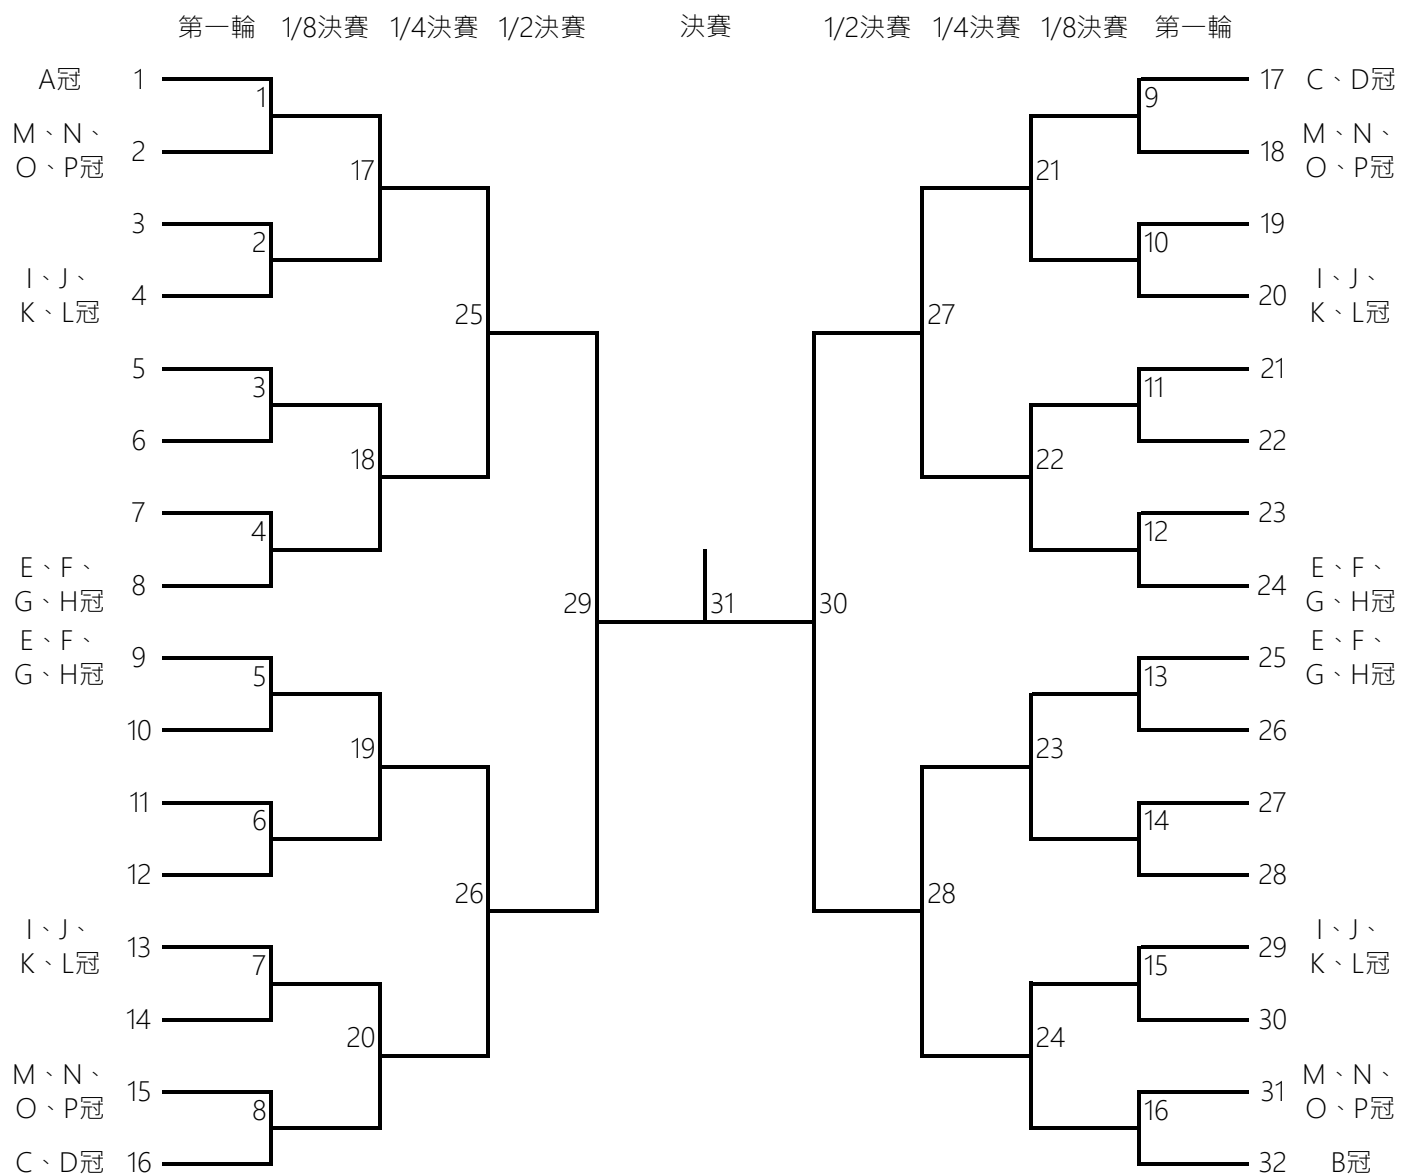 第一輪 1/8決賽 1/4決賽 1/2決賽 決賽 1/2決賽 1/4決賽 1/8決賽 第一輪
A冠 1 17 C、D冠
1 9
M、N、
O、P冠 2
18 M、N、
O、P冠
17 21
3 19
2 10
I、J、
K、L冠 4
20 I、J、
K、L冠
25 27
5 21
3 11
6 22
18 22
7 23
4 12
E、F、
G、H冠 8
24 E、F、
G、H冠
29 31 30
E、F、
G、H冠 9
25 E、F、
G、H冠
5 13
10 26
19 23
11 27
6 14
12 28
26 28
I、J、
K、L冠 13
29 I、J、
K、L冠
7 15
14 30
20 24
M、N、
O、P冠 15
31 M、N、
O、P冠
8 16
C、D冠 16 32 B冠